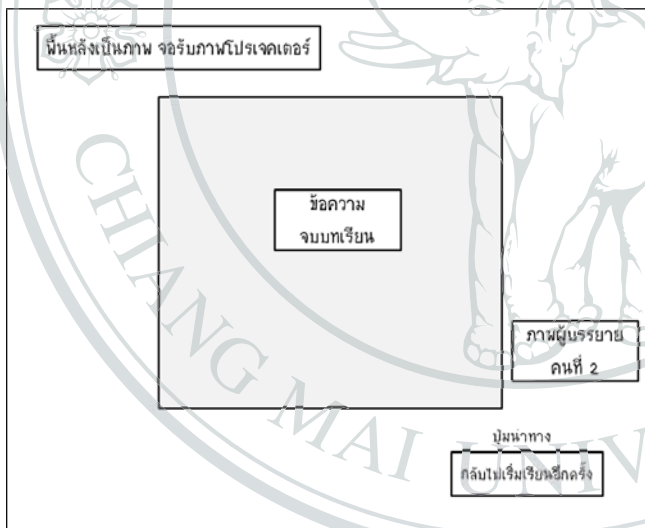 พื้นหลังเป็นภาพ จอรับภาพโปรเจคเตอร์
ข้อความ
จบบทเรียน
ภาพผู้บรรยาย
คนที่ 2
ปุ่มนำทาง
กลับไปเริ่มเรียนอีกครั้ง
CHIANG MAI UNIV